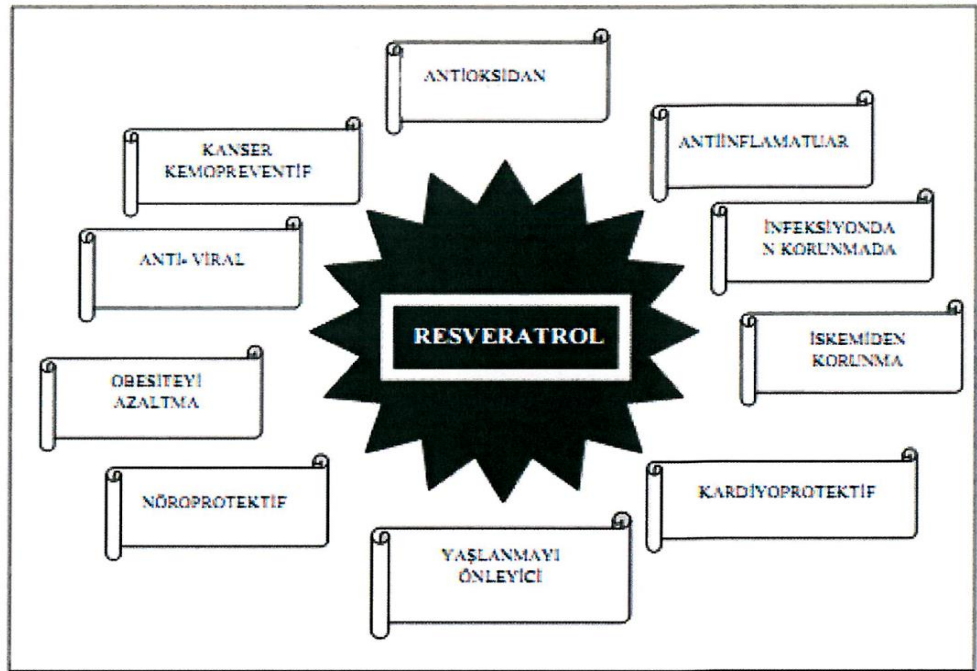 ANTİOKSİDAN
KANSER
KEMOPREVENTİF
ANTİİNFLAMATUAR
ANTİ- VİRAL
İNFEKSİYONDA
N KORUNMADA
RESVERATROL
İSKEMİDEN
KORUNMA
OBESİTEYİ
AZALTMA
NÖROPROTEKTİF
KARDİYOPROTEKTİF
YAŞLANMAYI
ÖNLEYİCİ